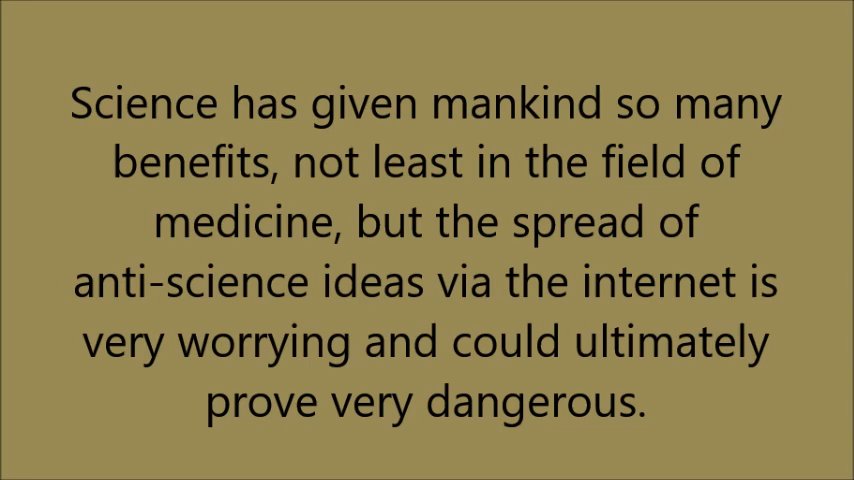 Science has given mankind so many
benefits, not least in the field of
medicine, but the spread of
anti-science ideas via the internet is
very worrying and could ultimately
prove very dangerous.